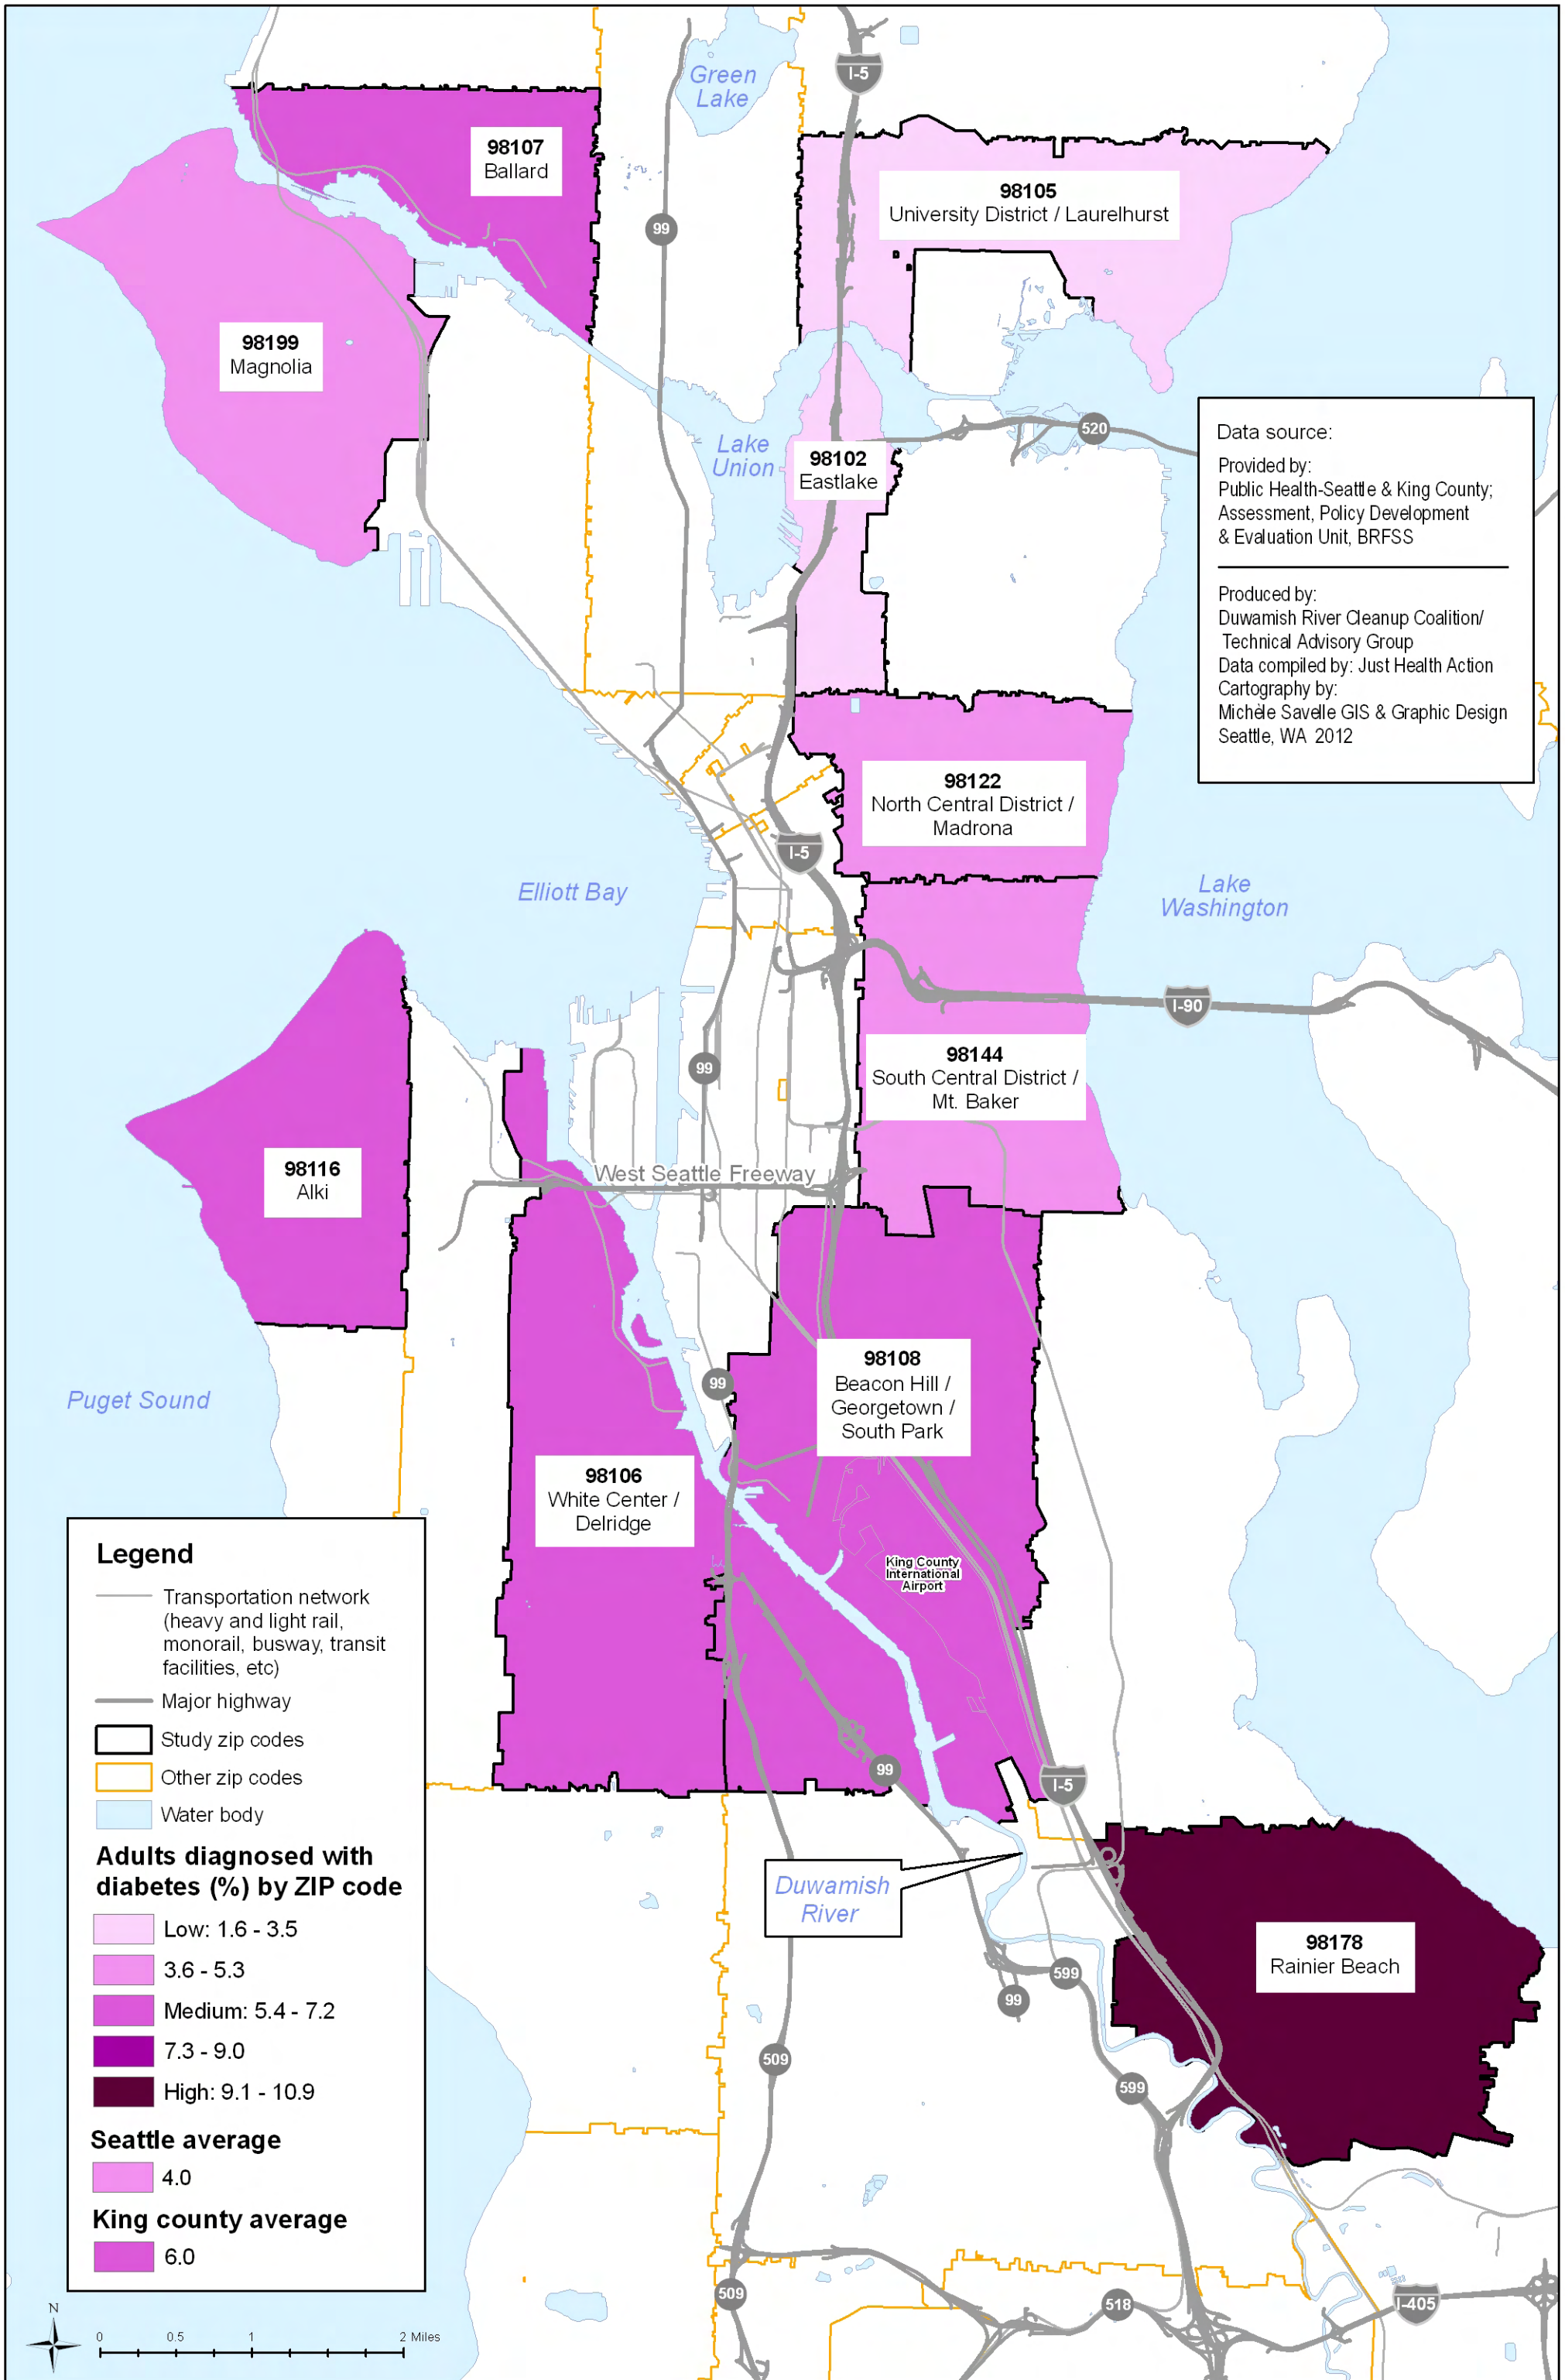 Green
Lake
I-5
98107
Ballard
98105
University District / Laurelhurst
99
98199
Magnolia
520
Lake
Union
98102
Eastlake
Data source:
Provided by:
Public Health-Seattle & King County;
Assessment, Policy Development
& Evaluation Unit, BRFSS
Produced by:
Duwamish River Cleanup Coalition/
Technical Advisory Group
Data compiled by: Just Health Action
Cartography by:
Michèle Savelle GIS & Graphic Design
Seattle, WA 2012
98122
North Central District /
Madrona
I-5
Elliott Bay
Lake
Washington
I-90
98144
South Central District /
Mt. Baker
99
98116
Alki
West Seattle Freeway
98108
Beacon Hill /
Georgetown /
South Park
99
Puget Sound
98106
White Center /
Delridge
King County
International
Airport
99
I-5
Duwamish
River
98178
Rainier Beach
599
99
509
599
509
518
I-405
Legend
Transportation network
(heavy and light rail,
monorail, busway, transit
facilities, etc)
Major highway
Study zip codes
Other zip codes
Water body
Adults diagnosed with
diabetes (%) by ZIP code
Low: 1.6 - 3.5
3.6 - 5.3
Medium: 5.4 - 7.2
7.3 - 9.0
High: 9.1 - 10.9
Seattle average
4.0
King county average
6.0
N
0 0.5 1 2 Miles